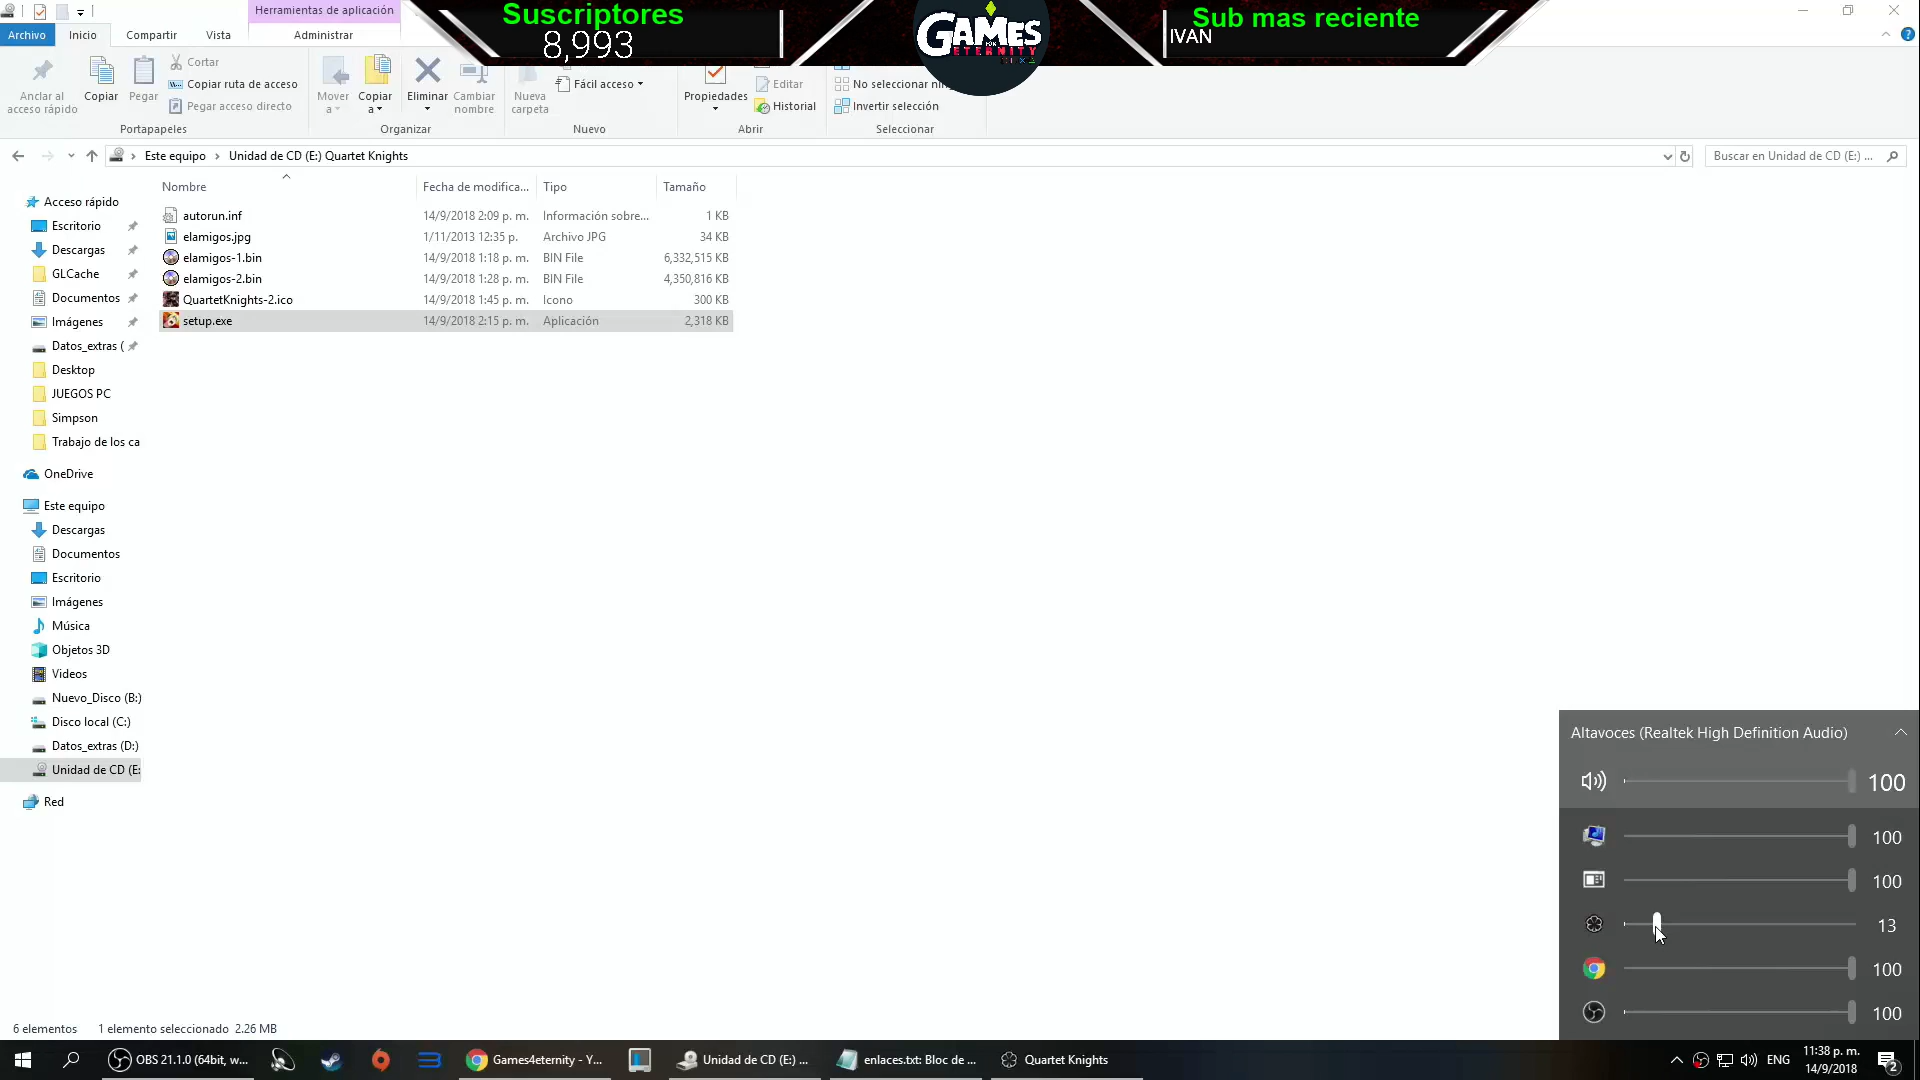 Herramientas de aplicación
Archivo
Inicio
Compartir
Vista
Administrar
Suscriptores
8,993
GAMES
FOR
ETERNITY
Sub mas reciente
IVAN
Anclar al
acceso rápido
Copiar
Pegar
Cortar
Copiar ruta de acceso
Pegar acceso directo
Portapapeles
Mover
a
Copiar
a
Eliminar
Cambiar
nombre
Organizar
Nueva
carpeta
Fácil acceso
Nuevo
Propiedades
Editar
Historial
Abrir
No seleccionar
Invertir selección
Seleccionar
Este equipo > Unidad de CD (E:) Quartet Knights
Buscar en Unidad de CD (E:) ...
Nombre Fecha de modifica... Tipo Tamaño
autorun.inf 14/9/2018 2:09 p. m. Información sobre... 1 KB
elamigos.jpg 1/11/2013 12:35 p. Archivo JPG 34 KB
elamigos-1.bin 14/9/2018 1:18 p. m. BIN File 6,332,515 KB
elamigos-2.bin 14/9/2018 1:28 p. m. BIN File 4,350,816 KB
QuartetKnights-2.ico 14/9/2018 1:45 p. m. Icono 300 KB
setup.exe 14/9/2018 2:15 p. m. Aplicación 2,318 KB
Acceso rápido
Escritorio
Descargas
GLCache
Documentos
Imágenes
Datos_extras (
Desktop
JUEGOS PC
Simpson
Trabajo de los ca
OneDrive
Este equipo
Descargas
Documentos
Escritorio
Imágenes
Música
Objetos 3D
Videos
Nuevo_Disco (B:)
Disco local (C:)
Datos_extras (D:)
Unidad de CD (E:
Red
Altavoces (Realtek High Definition Audio)
100
100
100
13
100
100
6 elementos 1 elemento seleccionado 2.26 MB
OBS 21.1.0 (64bit, w...
Games4eternity - Y...
Unidad de CD (E:) ...
enlaces.txt: Bloc de ...
Quartet Knights
ENG
11:38 p. m.
14/9/2018
2